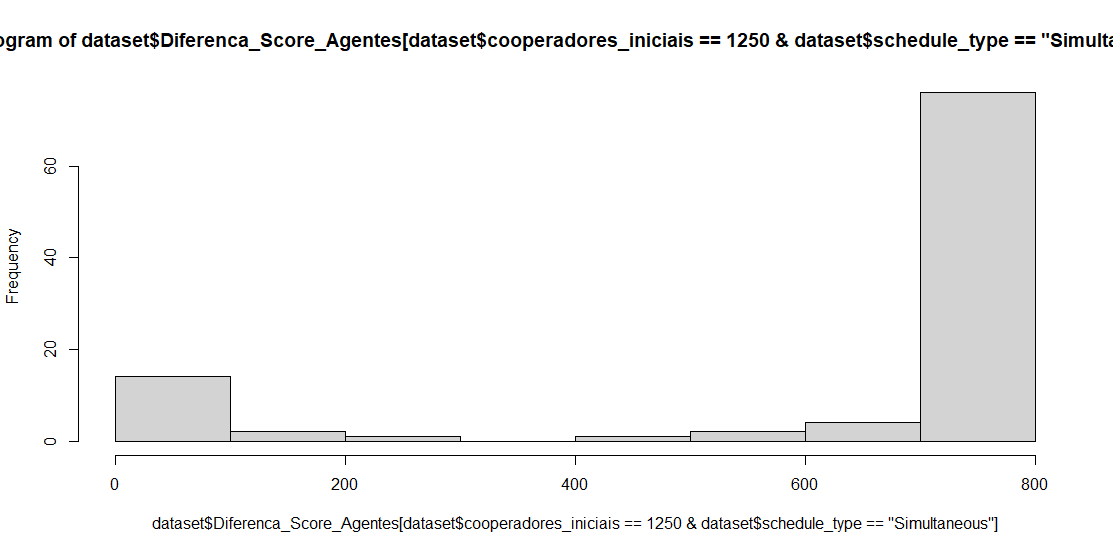 ogram of dataset$Diferenca_Score_Agentes[dataset$cooperadores_iniciais == 1250 & dataset$schedule_type == "Simulta
Frequency
60
40
20
0
0 200 400 600 800
dataset$Diferenca_Score_Agentes[dataset$cooperadores_iniciais == 1250 & dataset$schedule_type == "Simultaneous"]